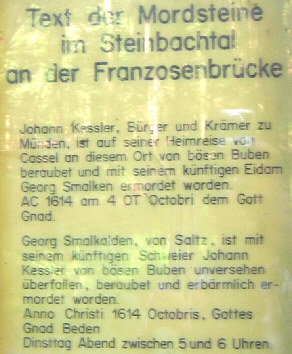 Text der Mordsteine
im Steinbachtal
an der Franzosenbrücke
Johann Kessler, Bürger und Krämer zu
Münden, ist auf seiner Heimreise von
Cassel an diesem Ort von bösen Buben
beraubet und mit seinem künftigen Eidam
Georg Smalken ermordet worden.
AC 1614 am 4 OT Octobri dem Gott
Gnad.
Georg Smalkalden, von Saltz, ist mit
seinem künftigen Schweier Johann
Kessler von bösen Buben unversehen
überfallen, beraubet und erbärmlich er-
mordet worden.
Anno Christi 1614 Octobris, Gottes
Gnad Beden
Dinsttag Abend zwischen 5 und 6 Uhren.